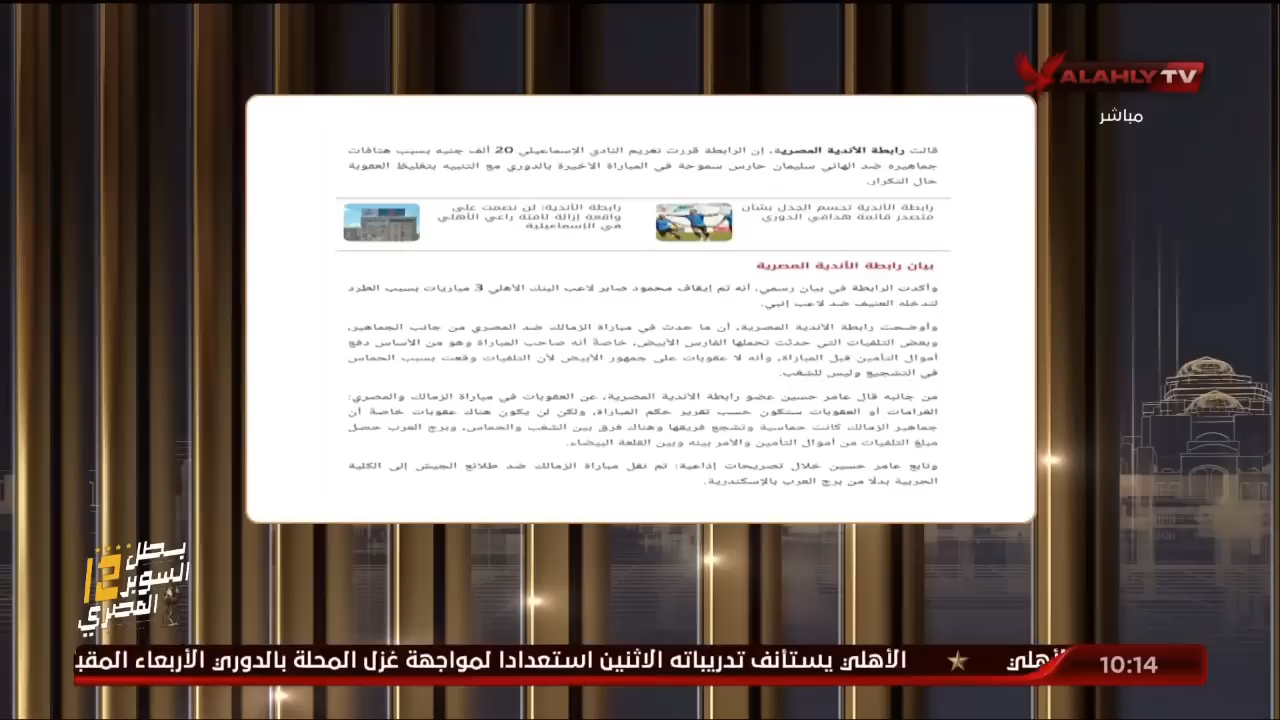 ALAHLY TV
مباشر
قالت رابطة الأندية المصرية، إن الرابطة قررت تغريم النادي الإسماعيلي 20 ألف جنيه بسبب هتافات
جماهيره ضد الهاني سليمان حارس سموحة في المباراة الأخيرة بالدوري مع التنبيه بتغليظ العقوبة
حال التكرار.
رابطة الأندية تحسم الجدل بشأن
متصدر قائمة هدافي الدوري
رابطة الأندية: لن نصمت على
واقعة إزالة لافتة راعي الأهلي
في الإسماعيلية
بيان رابطة الأندية المصرية
وأكدت الرابطة في بيان رسمي، أنه تم إيقاف محمود صابر لاعب البنك الأهلي 3 مباريات بسبب الطرد
لتدخله العنيف ضد لاعب إنبي.
وأوضحت رابطة الأندية المصرية، أن ما حدث في مباراة الزمالك ضد المصري من جانب الجماهير،
وبعض التلفيات التي حدثت تحملها الفارس الأبيض، خاصةً أنه صاحب المباراة وهو من الأساس دفع
أموال التأمين قبل المباراة، وأنه لا عقوبات على جمهور الأبيض لأن التلفيات وقعت بسبب الحماس
في التشجيع وليس للشغب.
من جانبه قال عامر حسين عضو رابطة الأندية المصرية، عن العقوبات في مباراة الزمالك والمصري:
الغرامات أو العقوبات ستكون حسب تقرير حكم المباراة، ولكن لن يكون هناك عقوبات خاصةً أن
جماهير الزمالك كانت حماسية وتشجع فريقها وهناك فرق بين الشغب والحماس، وبرج العرب حصل
مبلغ التلفيات من أموال التأمين والأمر بينه وبين القلعة البيضاء.
وتابع عامر حسين خلال تصريحات إذاعية: تم نقل مباراة الزمالك ضد طلائع الجيش إلى الكلية
الحربية بدلًا من برج العرب بالإسكندرية.
بطل
السوبر 12
المصري
الأهلي يستأنف تدريباته الاثنين استعدادا لمواجهة غزل المحلة بالدوري الأربعاء المقب
10:14